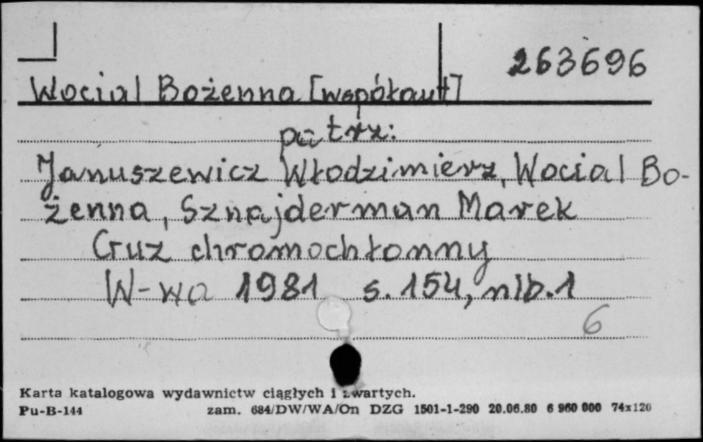 263696
Wocial Bożenna [współaut]
patrz:
Januszewicz Włodzimierz, Wocial Bo-
żenna, Sznajderman Marek
Guz chromochłonny
W-wa 1981 s. 154, nlb. 1
6
Karta katalogowa wydawnictw ciągłych i zwartych.
Pu-B-144 zam. 684/DW/WA/On DZG 1501-1-290 20.06.80 6 960 000 74x120